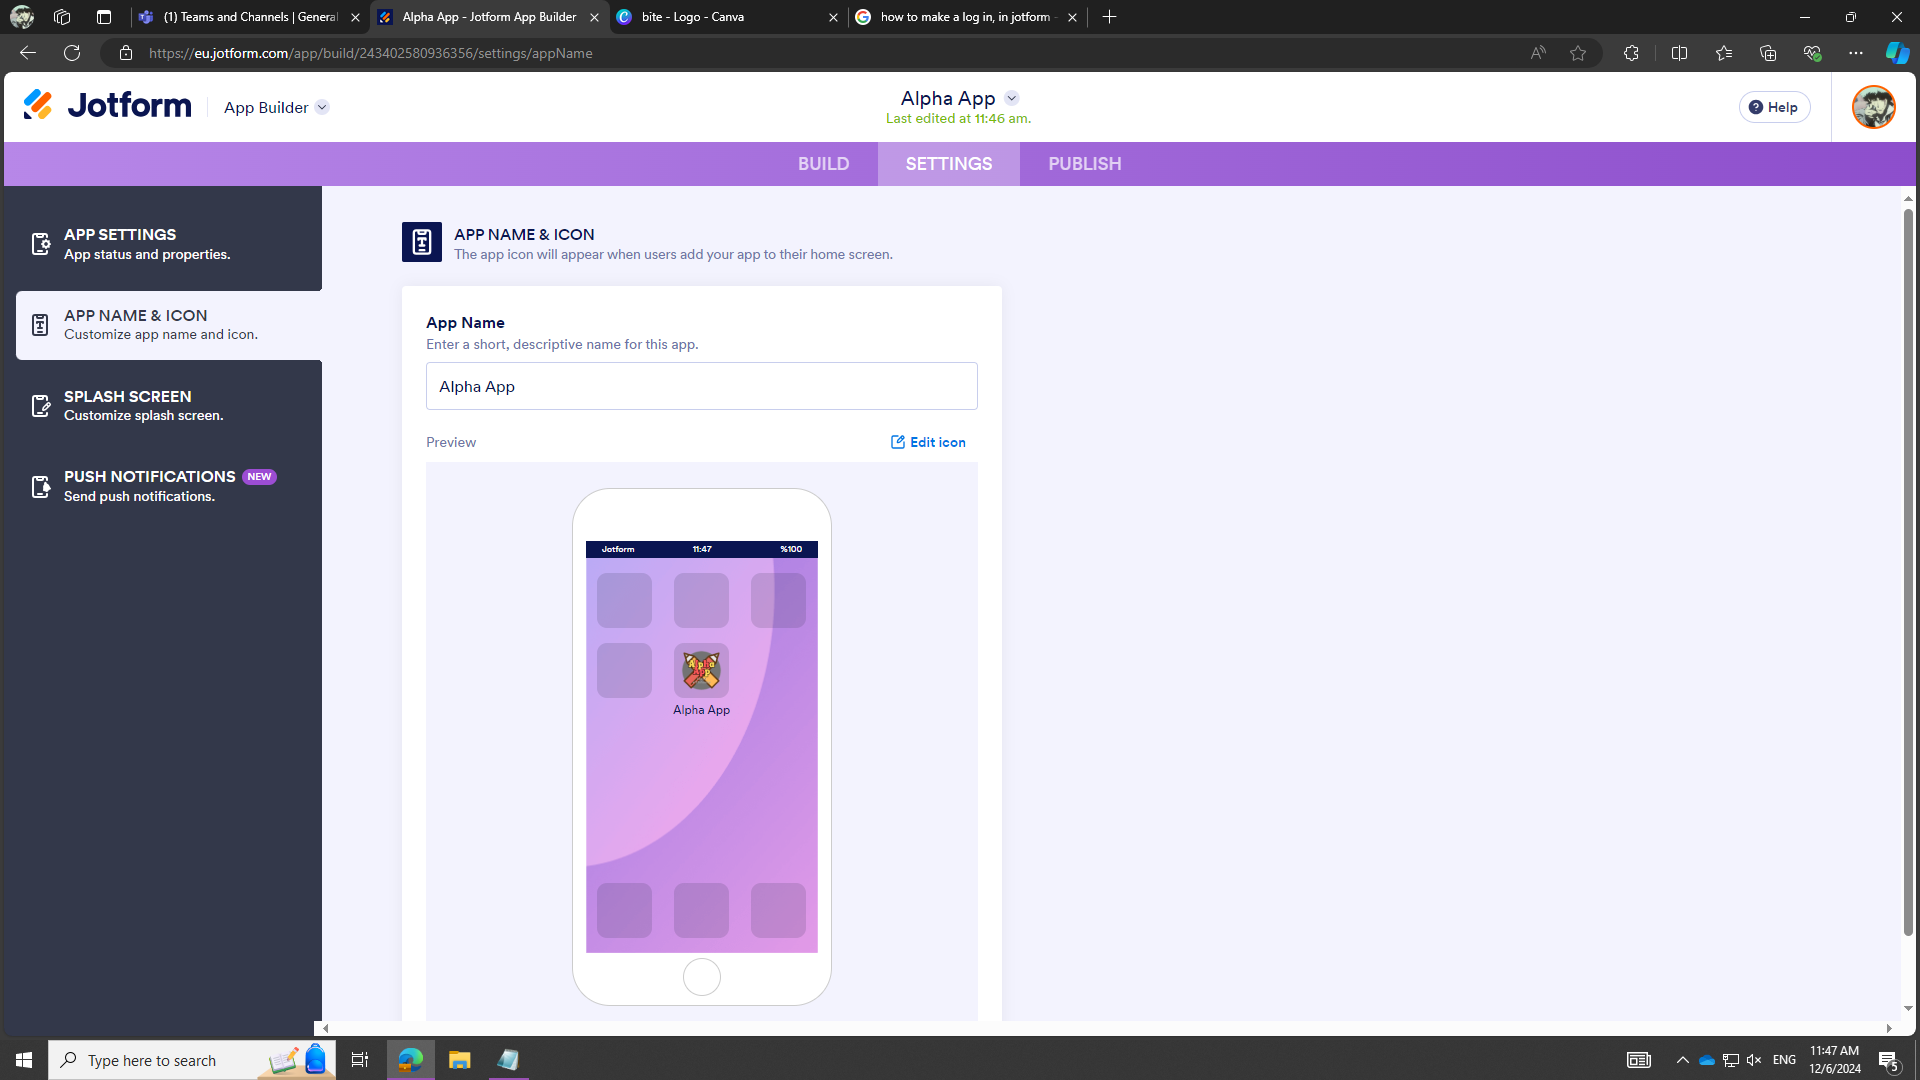 (1) Teams and Channels | General
Alpha App - Jotform App Builder
bite - Logo - Canva
how to make a log in, in jotform -
https://eu.jotform.com/app/build/243402580936356/settings/appName
Jotform
App Builder
Alpha App
Last edited at 11:46 am.
Help
BUILD
SETTINGS
PUBLISH
APP SETTINGS
App status and properties.
APP NAME & ICON
Customize app name and icon.
SPLASH SCREEN
Customize splash screen.
PUSH NOTIFICATIONS NEW
Send push notifications.
APP NAME & ICON
The app icon will appear when users add your app to their home screen.
App Name
Enter a short, descriptive name for this app.
Alpha App
Preview
Edit icon
Jotform 11:47 %100
Alpha
APP
Alpha App
Type here to search
ENG
11:47 AM
12/6/2024
5